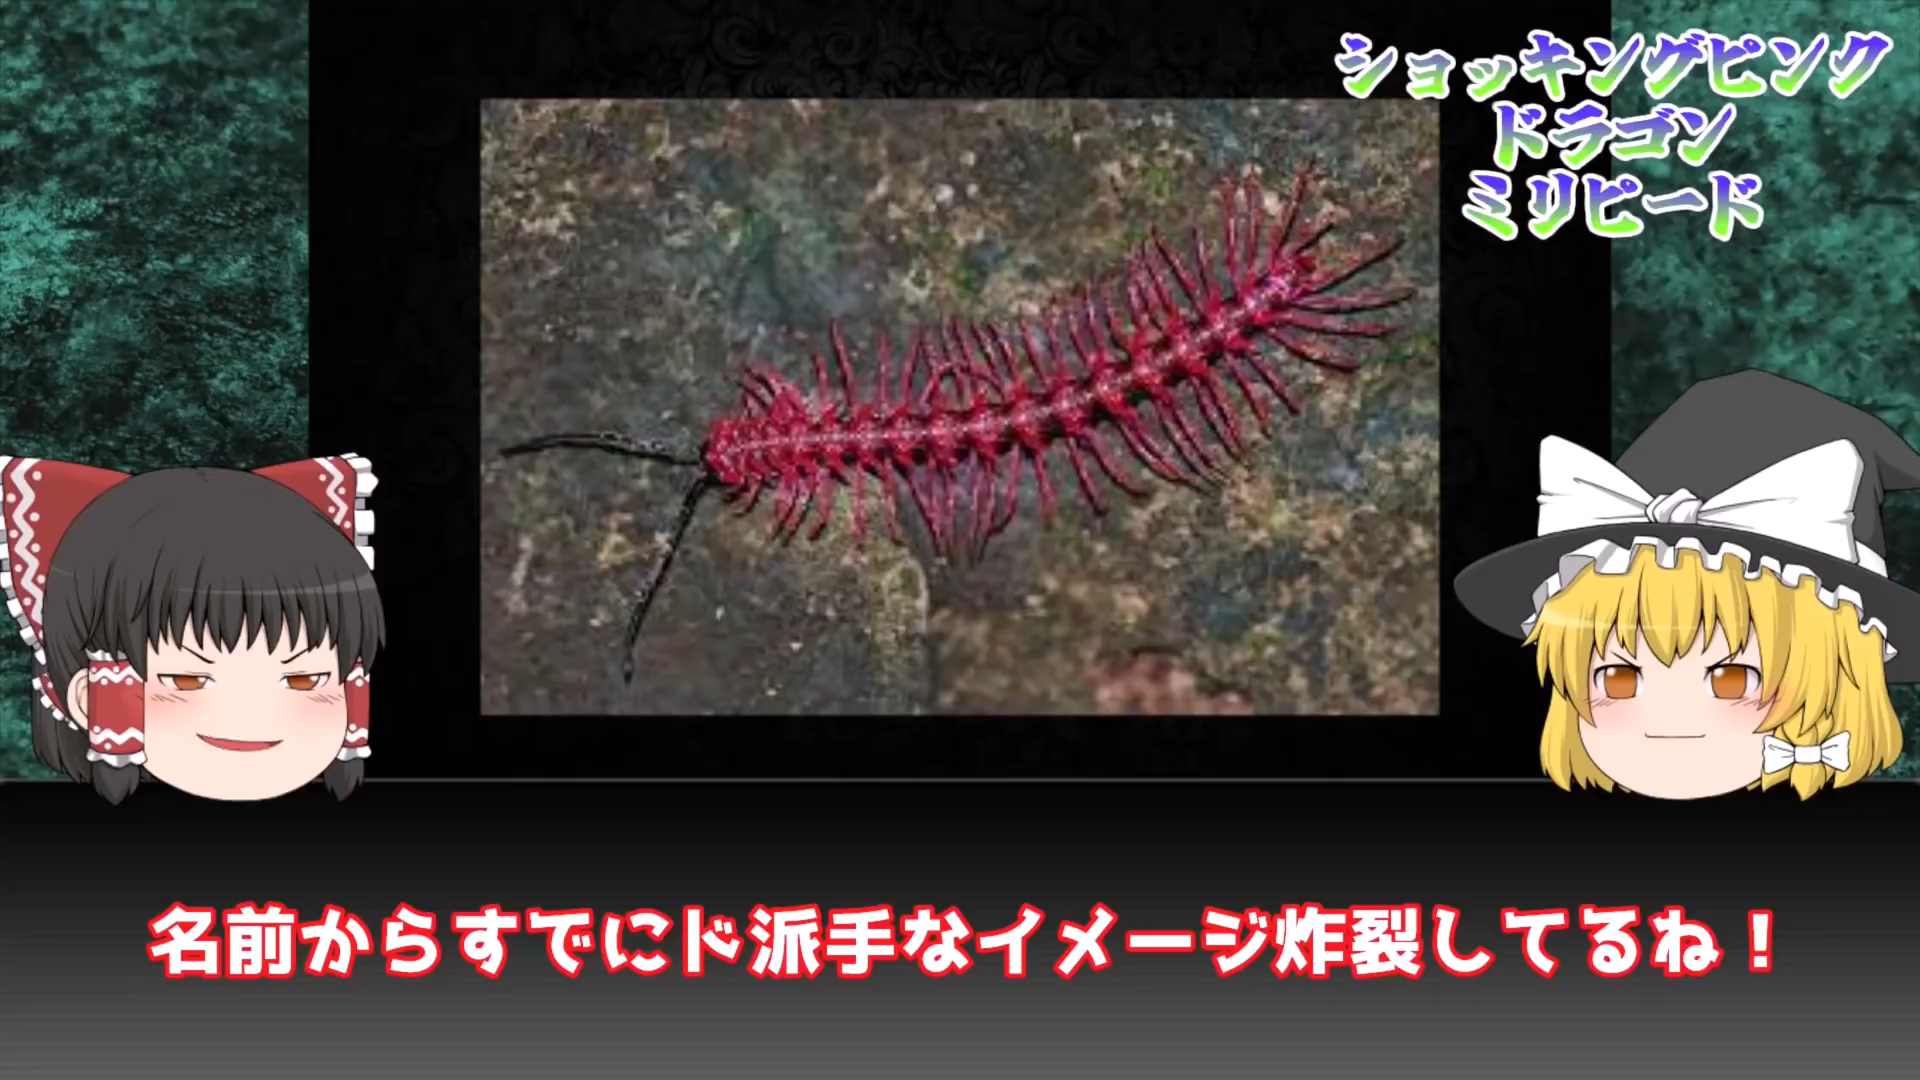 ショッキングピンク
ドラゴン
ミリピード
名前からすでにド派手なイメージ炸裂してるね！